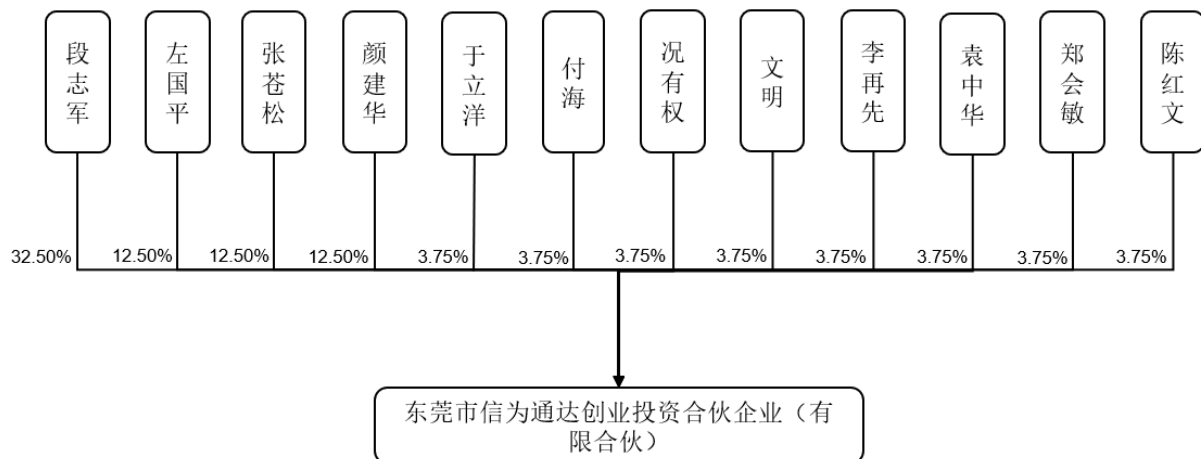 段志军
左国平
张苍松
颜建华
于立洋
付海
况有权
文明
李再先
袁中华
郑会敏
陈红文
32.50%
12.50%
12.50%
12.50%
3.75%
3.75%
3.75%
3.75%
3.75%
3.75%
3.75%
3.75%
东莞市信为通达创业投资合伙企业（有
限合伙）